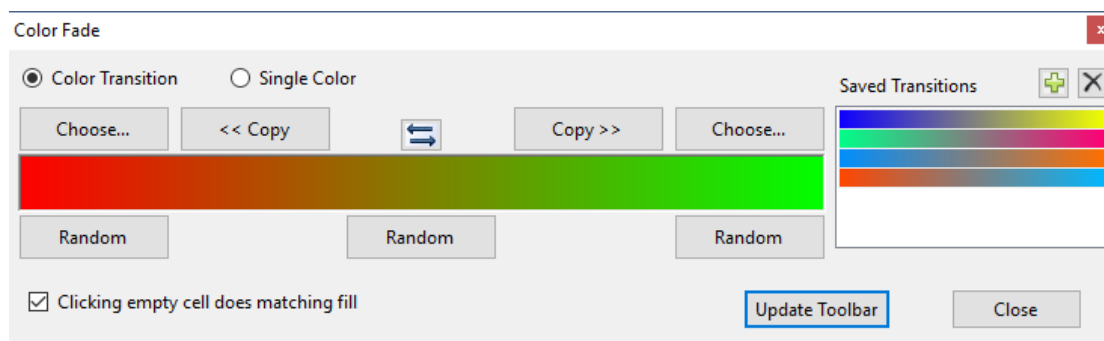 Color Fade
Color Transition
Single Color
Saved Transitions
Choose...
<< Copy
Copy >>
Choose...
Random
Random
Random
Clicking empty cell does matching fill
Update Toolbar
Close